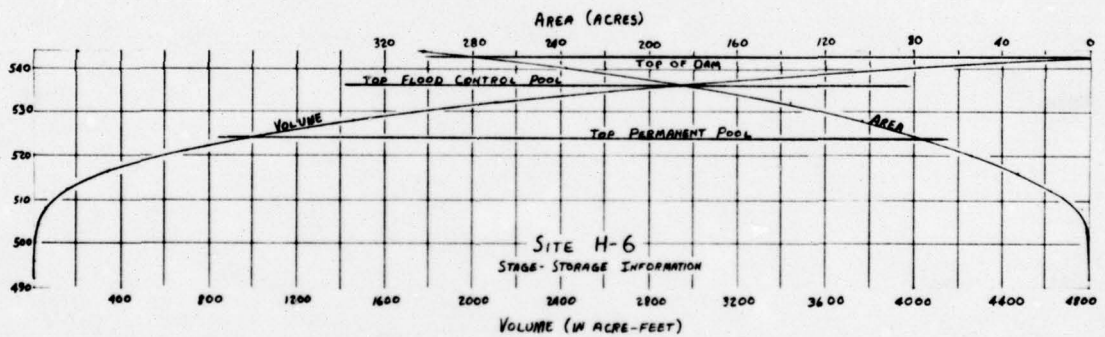 AREA (ACRES)
320 280 240 200 160 120 80 40 0
TOP OF DAM
540
TOP FLOOD CONTROL POOL
530
VOLUME
AREA
TOP PERMANENT POOL
520
510
500
SITE H-6
STAGE-STORAGE INFORMATION
490
400 800 1200 1600 2000 2400 2800 3200 3600 4000 4400 4800
VOLUME (IN ACRE-FEET)